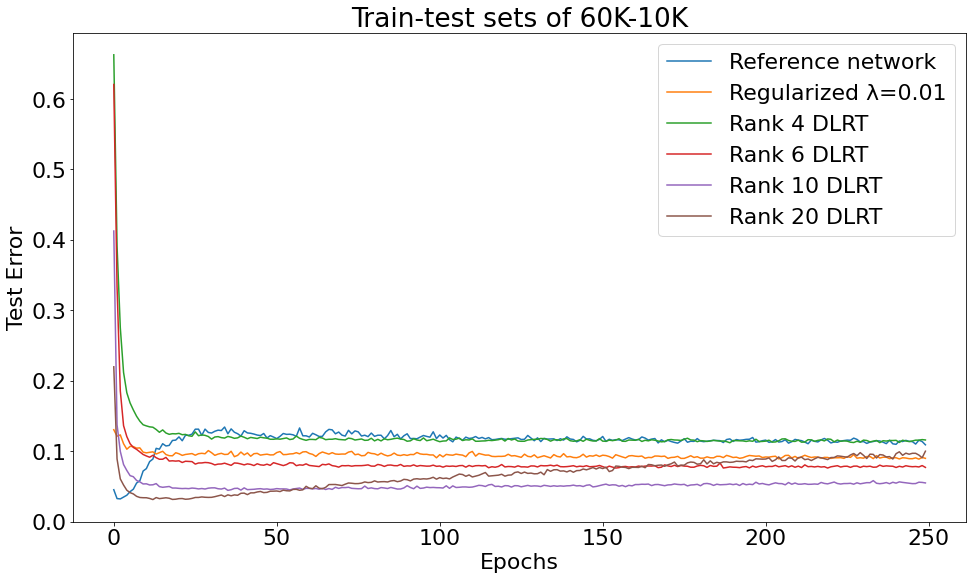 Train-test sets of 60K-10K
Reference network
Regularized λ=0.01
Rank 4 DLRT
Rank 6 DLRT
Rank 10 DLRT
Rank 20 DLRT
Test Error
0.6
0.5
0.4
0.3
0.2
0.1
0.0
0 50 100 150 200 250
Epochs